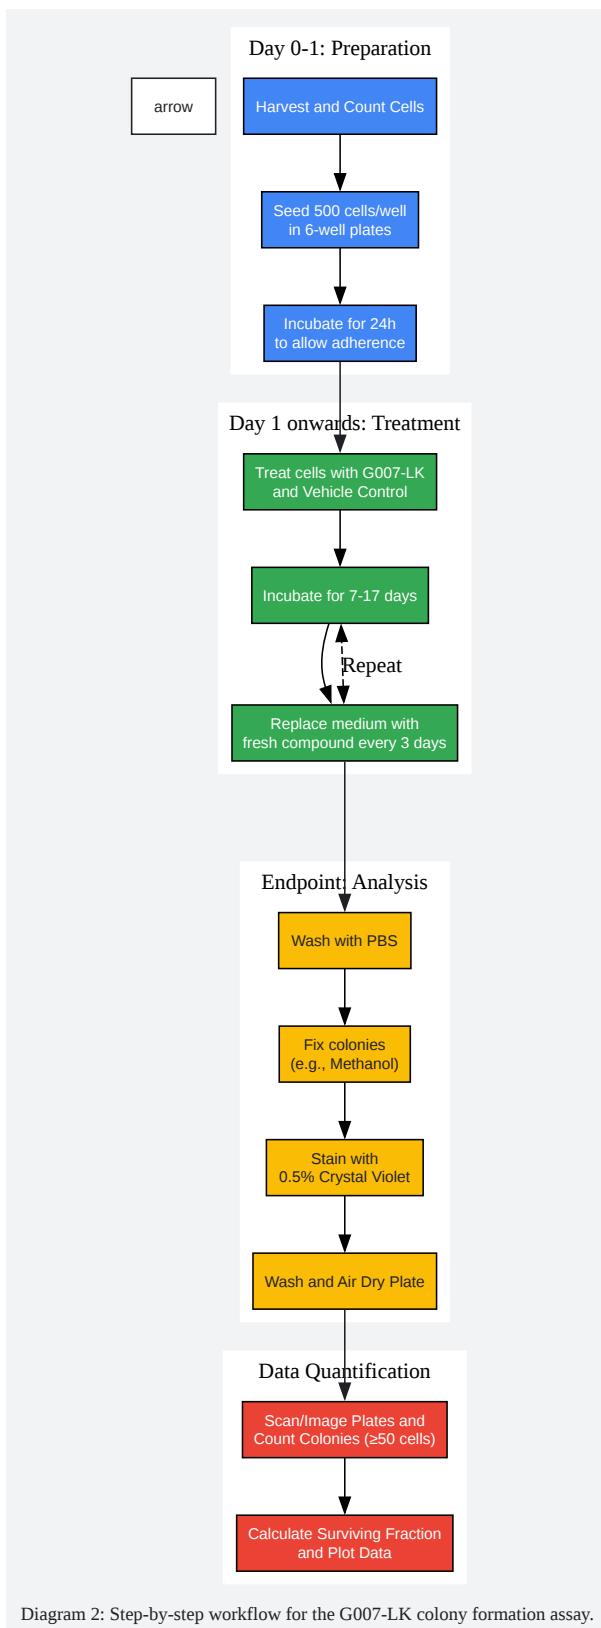 Day 0-1: Preparation
arrow
Harvest and Count Cells
Seed 500 cells/well
in 6-well plates
Incubate for 24h
to allow adherence
Day 1 onwards: Treatment
Treat cells with G007-LK
and Vehicle Control
Incubate for 7-17 days
Repeat
Replace medium with
fresh compound every 3 days
Endpoint: Analysis
Wash with PBS
Fix colonies
(e.g., Methanol)
Stain with
0.5% Crystal Violet
Wash and Air Dry Plate
Data Quantification
Scan/Image Plates and
Count Colonies (≥50 cells)
Calculate Surviving Fraction
and Plot Data
Diagram 2: Step-by-step workflow for the G007-LK colony formation assay.